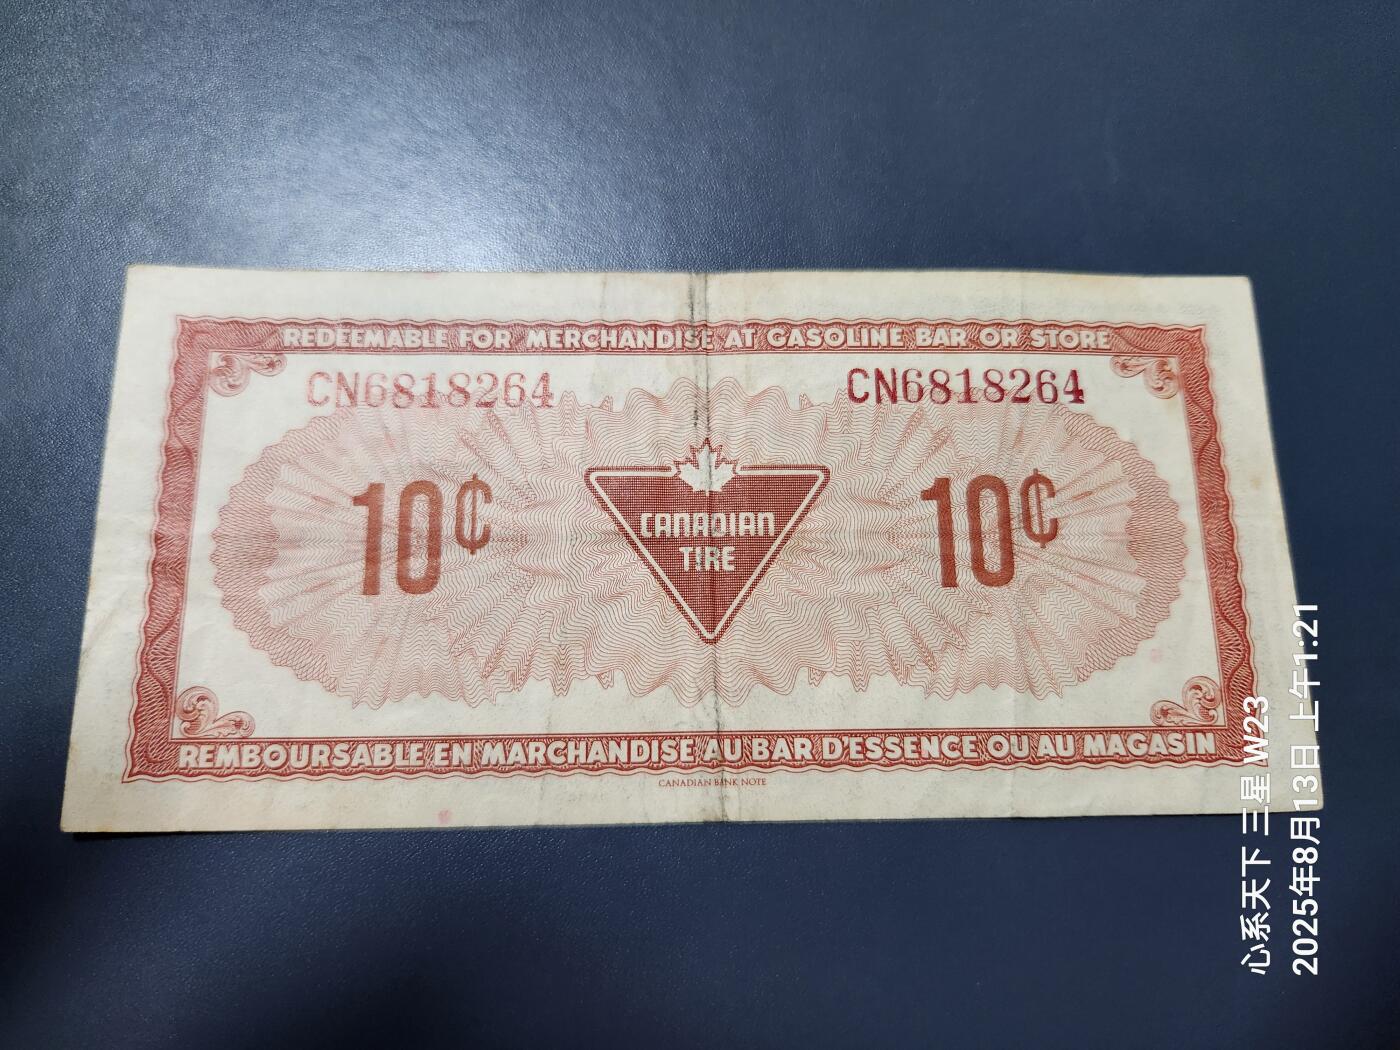 REDEEMABLE FOR MERCHANDISE AT GASOLINE BAR OR STORE
CN6818264 CN6818264
10¢ 10¢
CANADIAN
TIRE
REMBOURSABLE EN MARCHANDISE AU BAR D'ESSENCE OU AU MAGASIN
CANADIAN BANK NOTE
心系天下 三星 W23
2025年8月13日 上午1:21